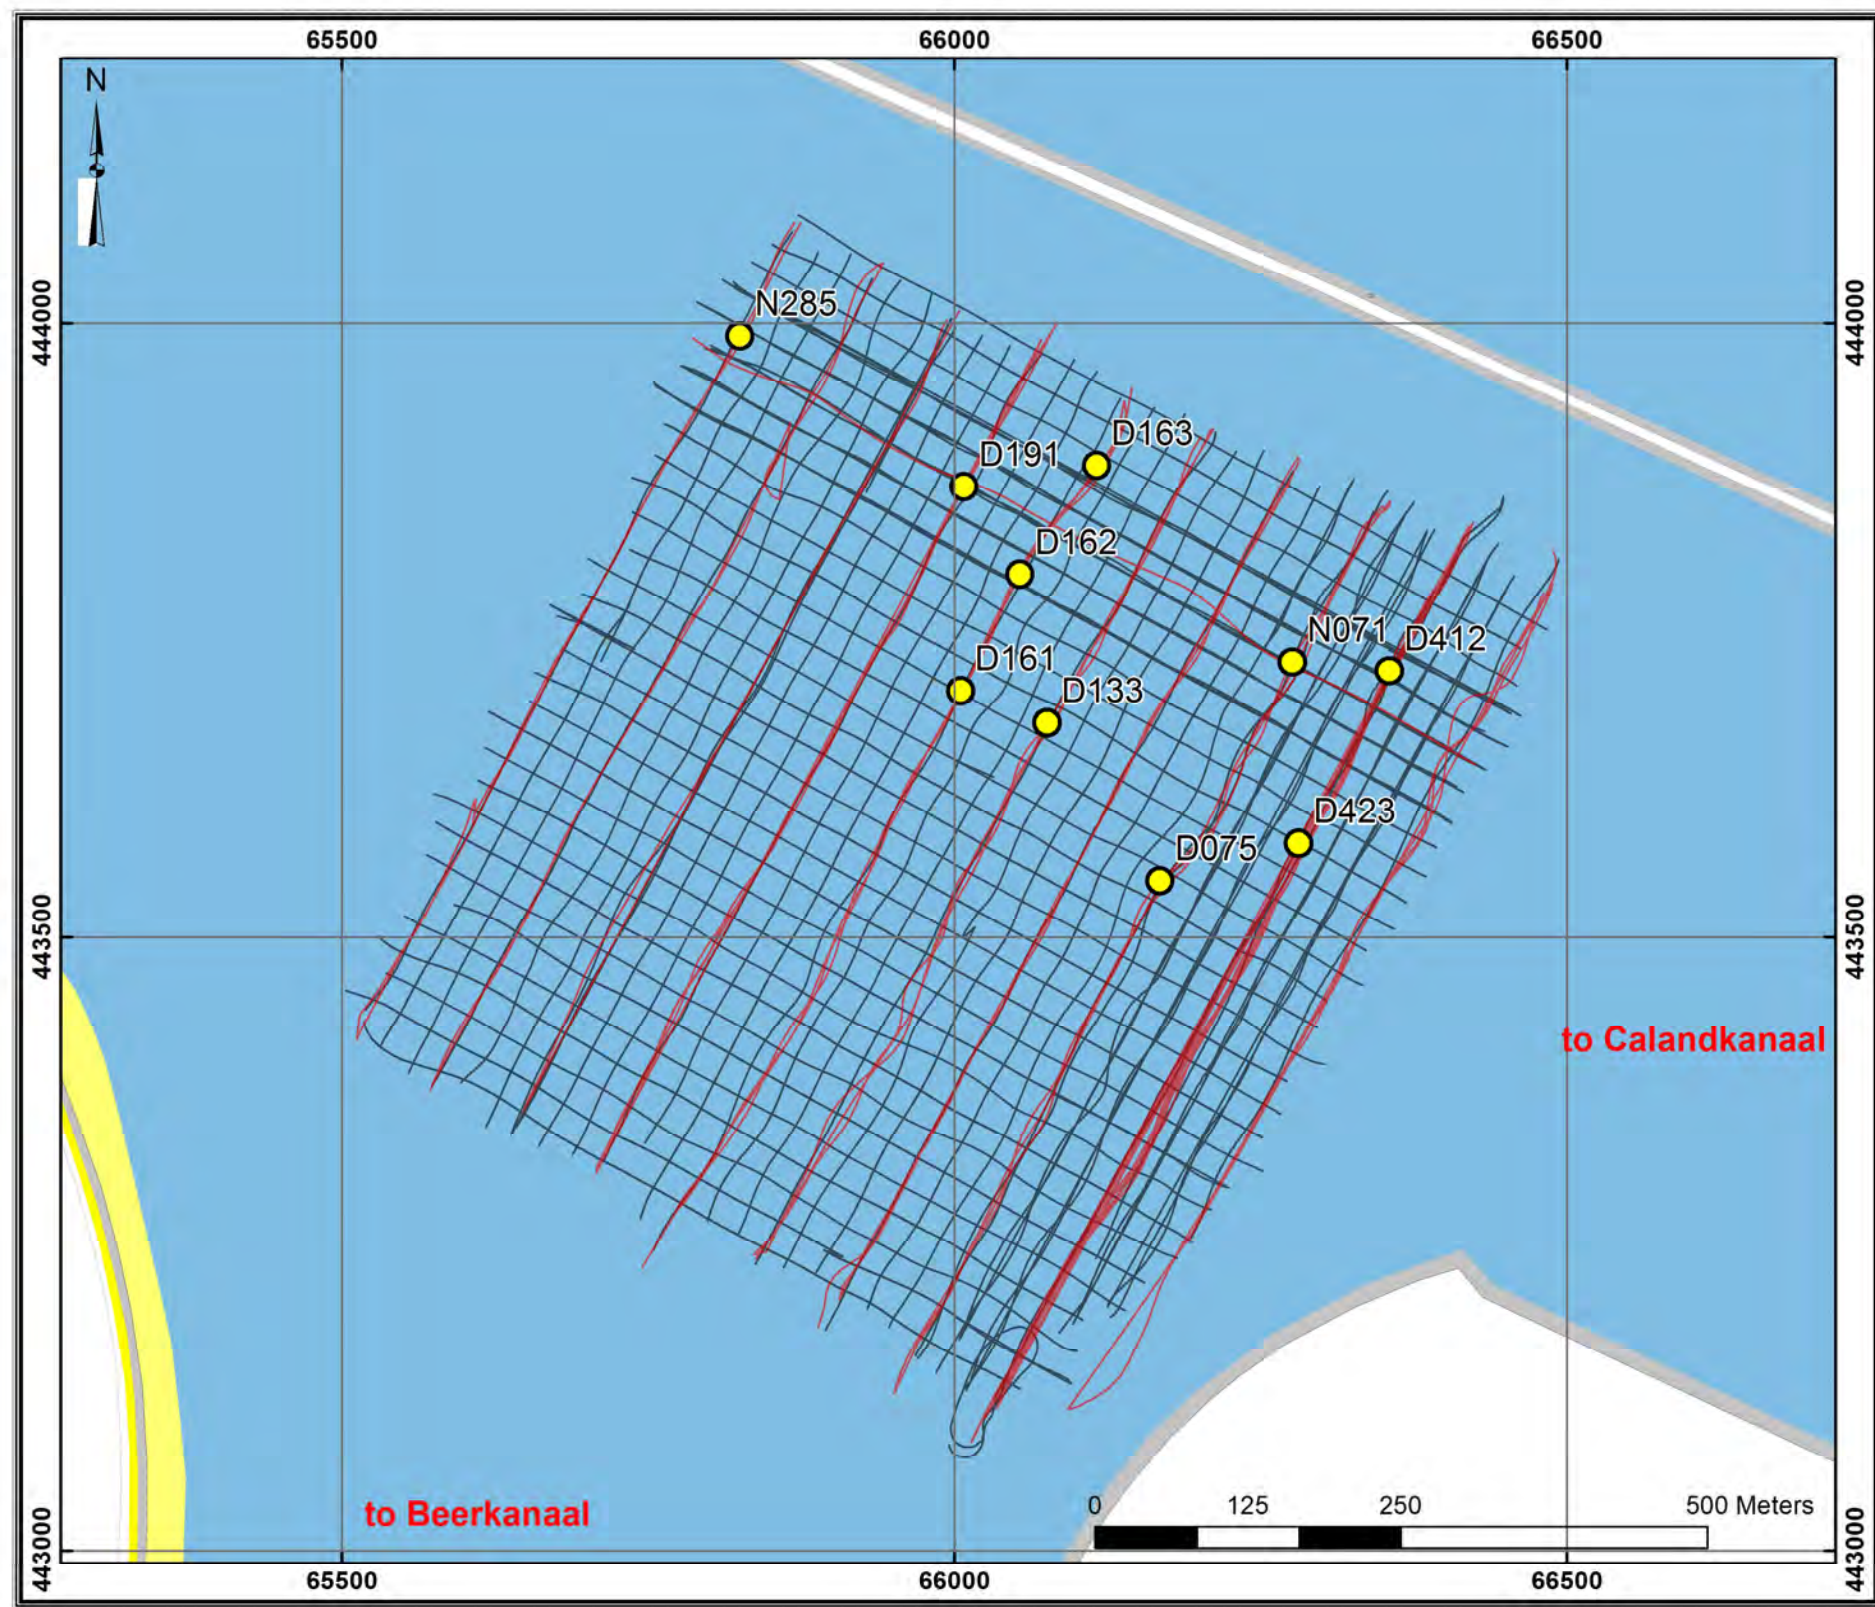 65500 66000 66500
N
N285
444000 444000
D163
D191
D162
N071
D412
D161
D133
D423
D075
443500 443500
to Calandkanaal
0 125 250 500 Meters
to Beerkanaal
443000 443000
65500 66000 66500